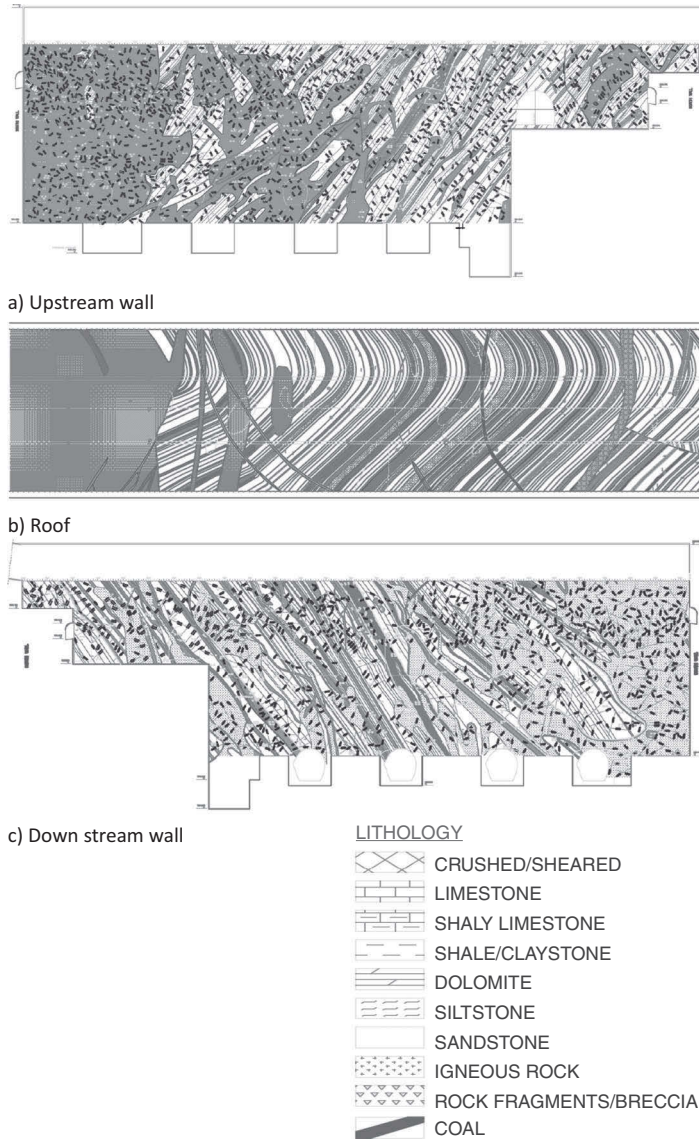 a) Upstream wall
b) Roof
c) Down stream wall
LITHOLOGY
CRUSHED/SHEARED
LIMESTONE
SHALY LIMESTONE
SHALE/CLAYSTONE
DOLOMITE
SILTSTONE
SANDSTONE
IGNEOUS ROCK
ROCK FRAGMENTS/BRECCIA
COAL